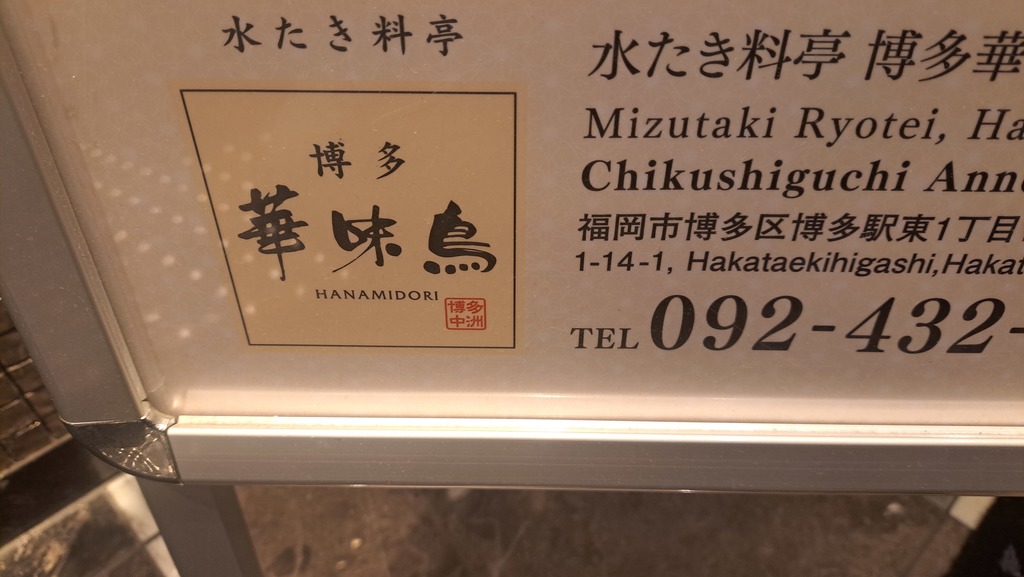 水たき料亭
博多
華味鳥
HANAMIDORI
博多
中洲
水たき料亭 博多華
Mizutaki Ryotei, Ha
Chikushiguchi Ann
福岡市博多区博多駅東1丁目
1-14-1, Hakataekihigashi,Hakat
TEL 092-432-